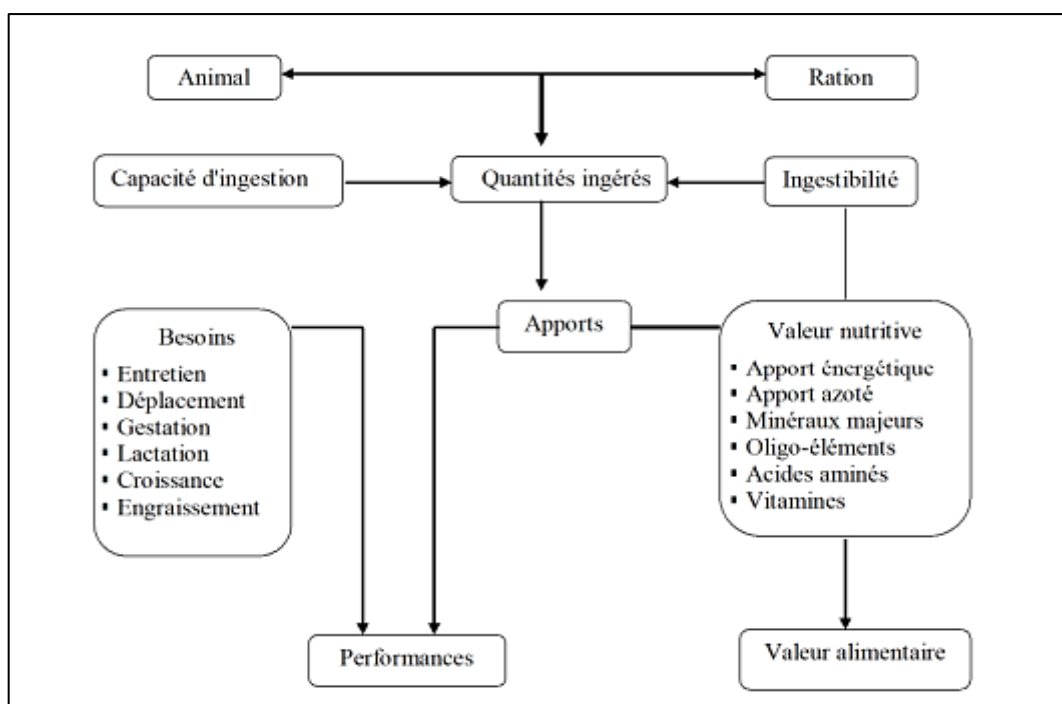 Animal
Ration
Capacité d'ingestion
Quantités ingérés
Ingestibilité
Apports
Besoins
▪ Entretien
▪ Déplacement
▪ Gestation
▪ Lactation
▪ Croissance
▪ Engraissement
Valeur nutritive
▪ Apport énergétique
▪ Apport azoté
▪ Minéraux majeurs
▪ Oligo-éléments
▪ Acides aminés
▪ Vitamines
Performances
Valeur alimentaire